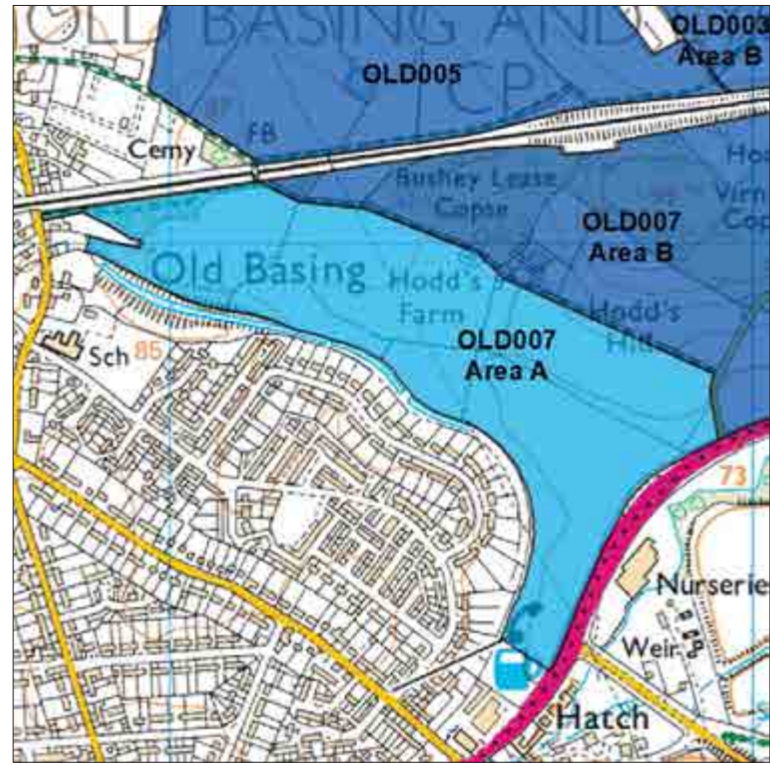 OLD BASING AND
CP
OLD003
Area B
OLD005
FB
Cemy
Bushey Lease
Copse
OLD007
Area B
Old Basing
Hodd's
Farm
Hodd's
Hill
OLD007
Area A
Sch 85
73
Weir
Hatch